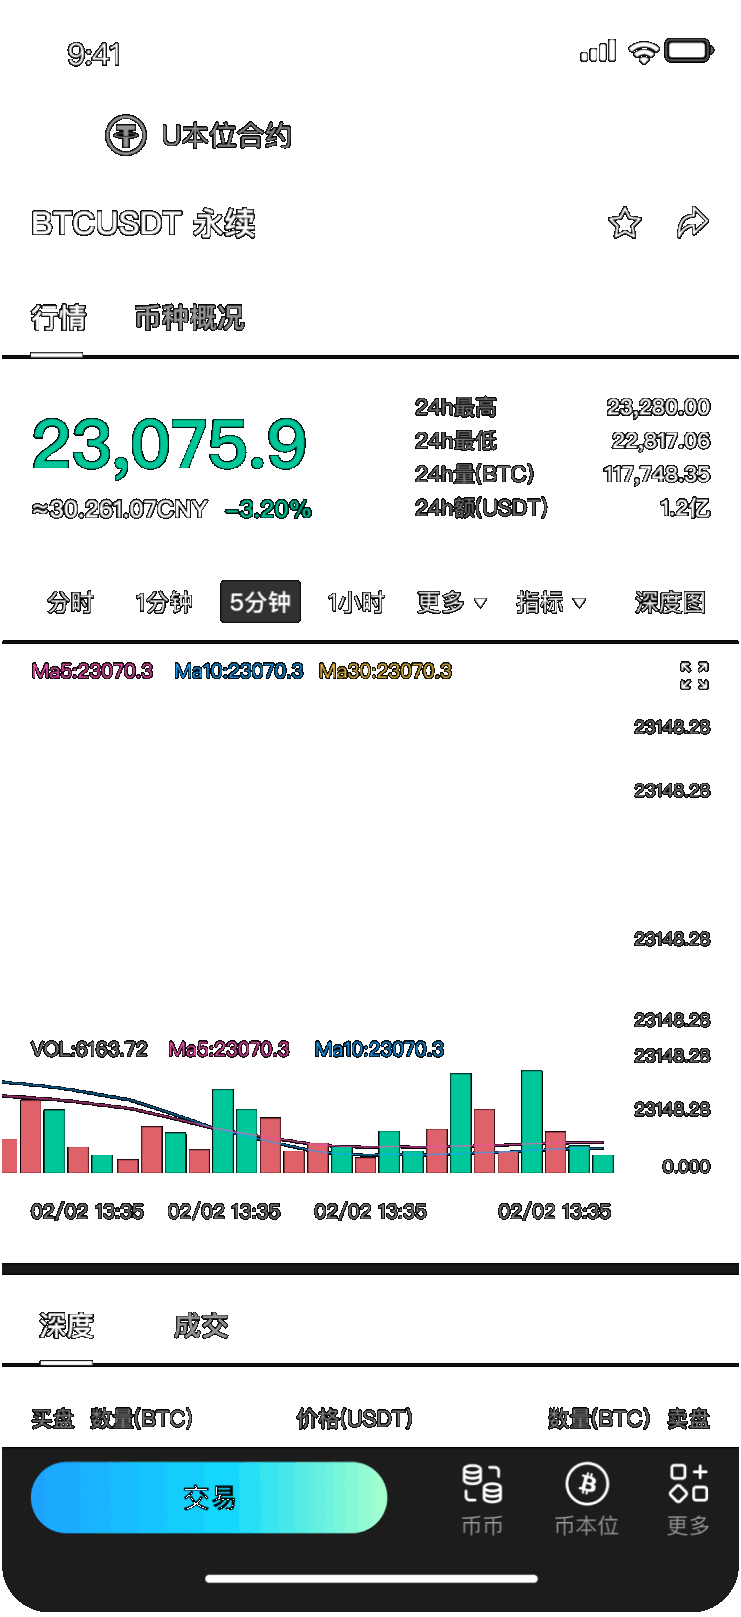 9:41
U本位合约
BTCUSDT 永续
行情 币种概况
23,075.9
≈30.261.07CNY -3.20%
24h最高 23,280.00
24h最低 22,817.06
24h量(BTC) 117,748.35
24h额(USDT) 1.2亿
分时 1分钟 5分钟 1小时 更多 指标 深度图
Ma5:23070.3 Ma10:23070.3 Ma30:23070.3
23148.28
23148.28
23148.28
23148.28
VOL:6163.72 Ma5:23070.3 Ma10:23070.3
23148.28
23148.28
0.000
02/02 13:35 02/02 13:35 02/02 13:35 02/02 13:35
深度 成交
买盘 数量(BTC) 价格(USDT) 数量(BTC) 卖盘
交易 币币 币本位 更多